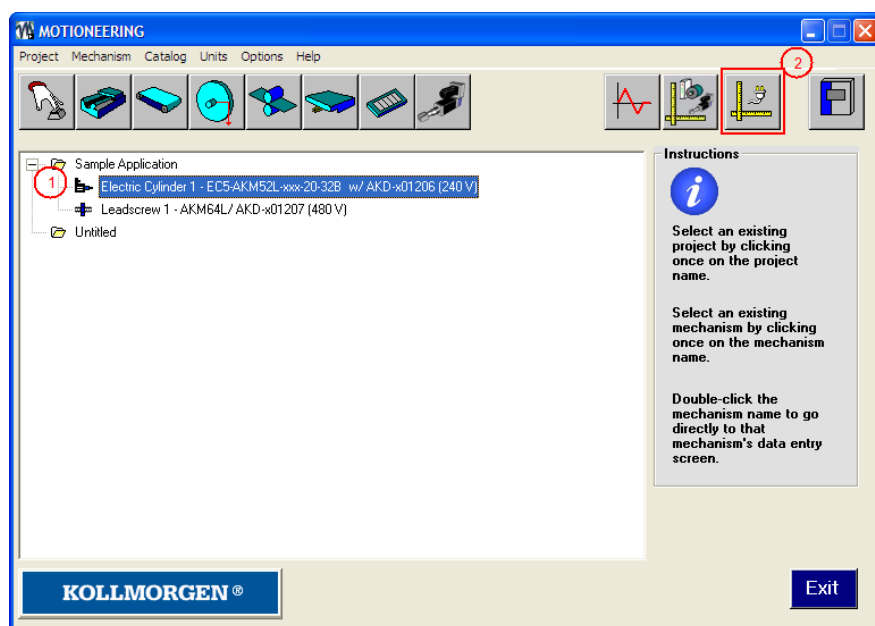 MOTIONEERING
Project Mechanism Catalog Units Options Help
2
Sample Application
1
Electric Cylinder 1 - EC5-AKM52L-xxx-20-32B w/ AKD-x01206 (240 V)
Leadscrew 1 - AKM64L/ AKD-x01207 (480 V)
Untitled
Instructions
i
Select an existing
project by clicking
once on the project
name.
Select an existing
mechanism by clicking
once on the mechanism
name.
Double-click the
mechanism name to go
directly to that
mechanism's data entry
screen.
KOLLMORGEN ®
Exit